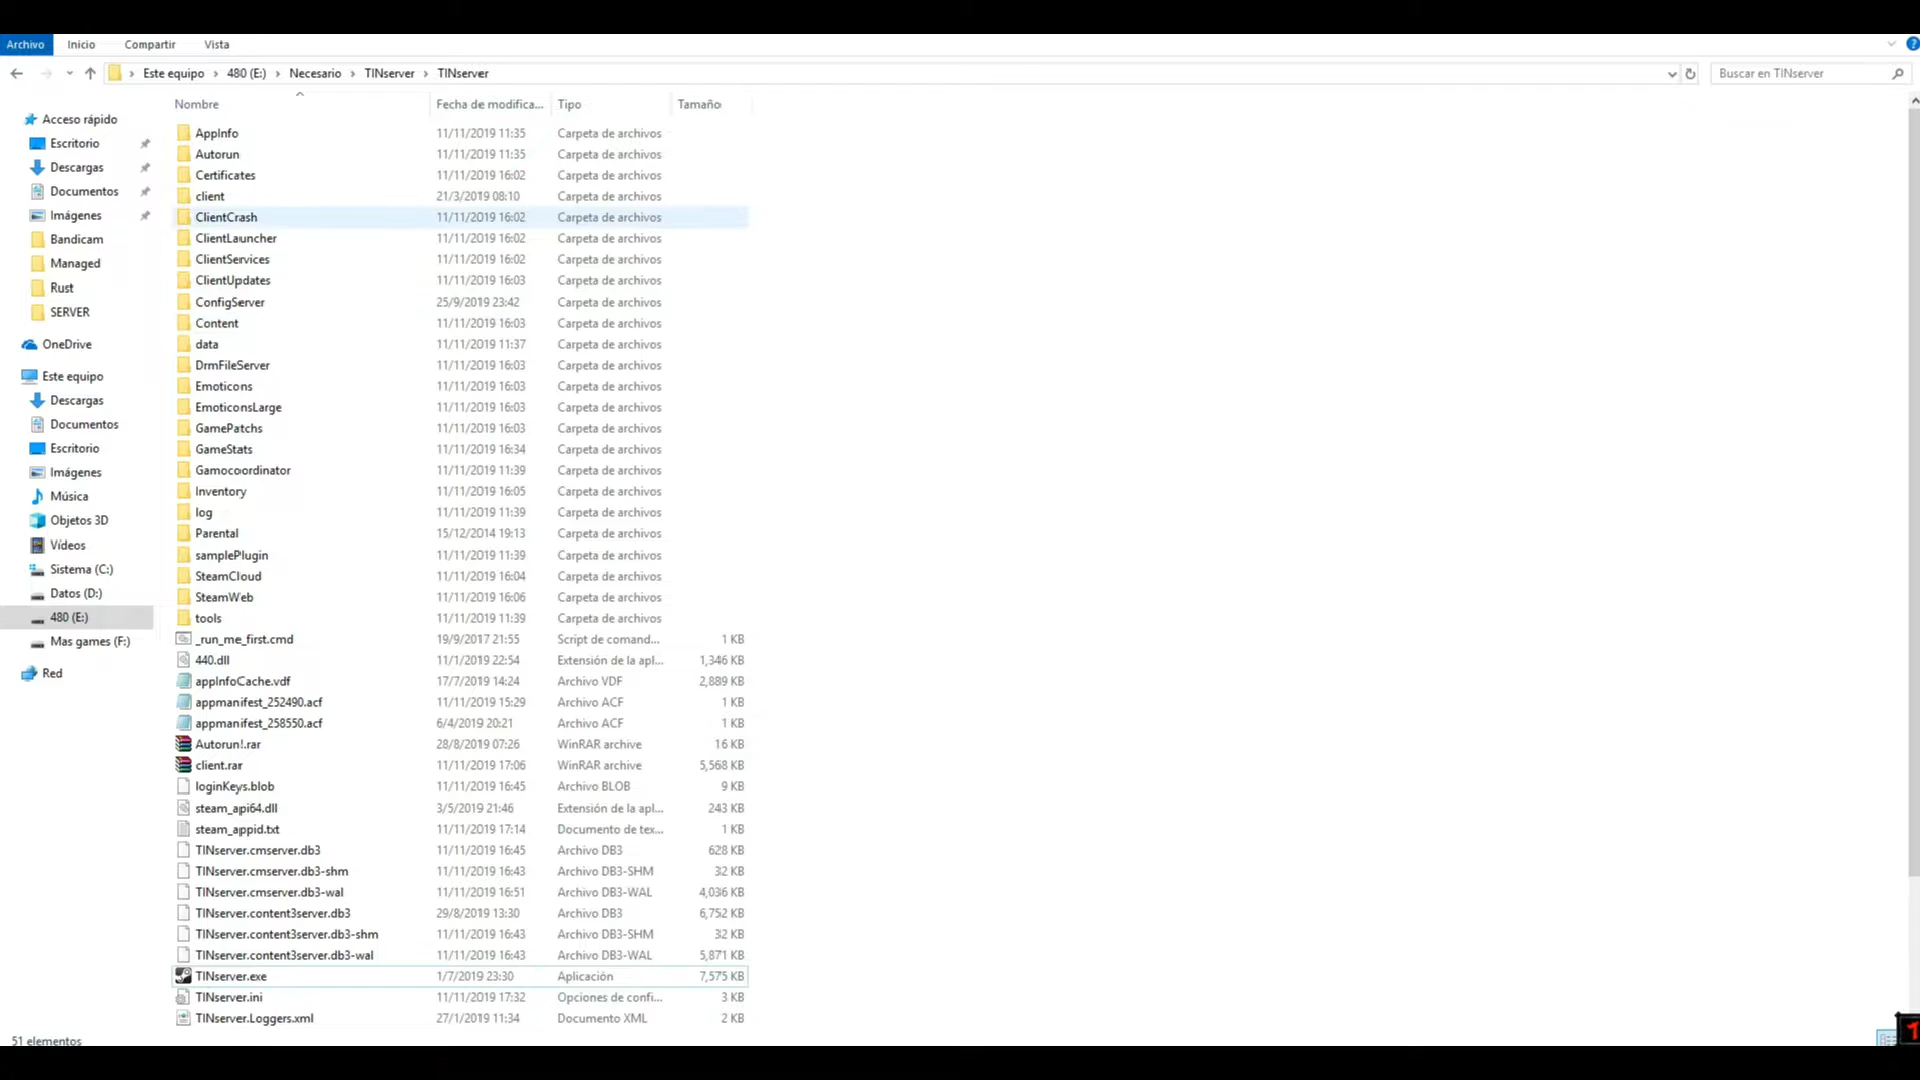 Archivo Inicio Compartir Vista
Este equipo > 480 (E:) > Necesario > TINserver > TINserver
Buscar en TINserver
Nombre Fecha de modifica... Tipo Tamaño
Acceso rápido
Escritorio
Descargas
Documentos
Imágenes
Bandicam
Managed
Rust
SERVER
OneDrive
Este equipo
Descargas
Documentos
Escritorio
Imágenes
Música
Objetos 3D
Vídeos
Sistema (C:)
Datos (D:)
480 (E:)
Mas games (F:)
Red
AppInfo 11/11/2019 11:35 Carpeta de archivos
Autorun 11/11/2019 11:35 Carpeta de archivos
Certificates 11/11/2019 16:02 Carpeta de archivos
client 21/3/2019 08:10 Carpeta de archivos
ClientCrash 11/11/2019 16:02 Carpeta de archivos
ClientLauncher 11/11/2019 16:02 Carpeta de archivos
ClientServices 11/11/2019 16:02 Carpeta de archivos
ClientUpdates 11/11/2019 16:03 Carpeta de archivos
ConfigServer 25/9/2019 23:42 Carpeta de archivos
Content 11/11/2019 16:03 Carpeta de archivos
data 11/11/2019 11:37 Carpeta de archivos
DrmFileServer 11/11/2019 16:03 Carpeta de archivos
Emoticons 11/11/2019 16:03 Carpeta de archivos
EmoticonsLarge 11/11/2019 16:03 Carpeta de archivos
GamePatchs 11/11/2019 16:03 Carpeta de archivos
GameStats 11/11/2019 16:34 Carpeta de archivos
Gamocoordinator 11/11/2019 11:39 Carpeta de archivos
Inventory 11/11/2019 16:05 Carpeta de archivos
log 11/11/2019 11:39 Carpeta de archivos
Parental 15/12/2014 19:13 Carpeta de archivos
samplePlugin 11/11/2019 11:39 Carpeta de archivos
SteamCloud 11/11/2019 16:04 Carpeta de archivos
SteamWeb 11/11/2019 16:06 Carpeta de archivos
tools 11/11/2019 11:39 Carpeta de archivos
_run_me_first.cmd 19/9/2017 21:55 Script de comand... 1 KB
440.dll 11/1/2019 22:54 Extensión de la apl... 1,346 KB
appInfoCache.vdf 17/7/2019 14:24 Archivo VDF 2,889 KB
appmanifest_252490.acf 11/11/2019 15:29 Archivo ACF 1 KB
appmanifest_258550.acf 6/4/2019 20:21 Archivo ACF 1 KB
Autorun!.rar 28/8/2019 07:26 WinRAR archive 16 KB
client.rar 11/11/2019 17:06 WinRAR archive 5,568 KB
loginKeys.blob 11/11/2019 16:45 Archivo BLOB 9 KB
steam_api64.dll 3/5/2019 21:46 Extensión de la apl... 243 KB
steam_appid.txt 11/11/2019 17:14 Documento de tex... 1 KB
TINserver.cmserver.db3 11/11/2019 16:45 Archivo DB3 628 KB
TINserver.cmserver.db3-shm 11/11/2019 16:43 Archivo DB3-SHM 32 KB
TINserver.cmserver.db3-wal 11/11/2019 16:51 Archivo DB3-WAL 4,036 KB
TINserver.content3server.db3 29/8/2019 13:30 Archivo DB3 6,752 KB
TINserver.content3server.db3-shm 11/11/2019 16:43 Archivo DB3-SHM 32 KB
TINserver.content3server.db3-wal 11/11/2019 16:43 Archivo DB3-WAL 5,871 KB
TINserver.exe 1/7/2019 23:30 Aplicación 7,575 KB
TINserver.ini 11/11/2019 17:32 Opciones de confi... 3 KB
TINserver.Loggers.xml 27/1/2019 11:34 Documento XML 2 KB
51 elementos
1